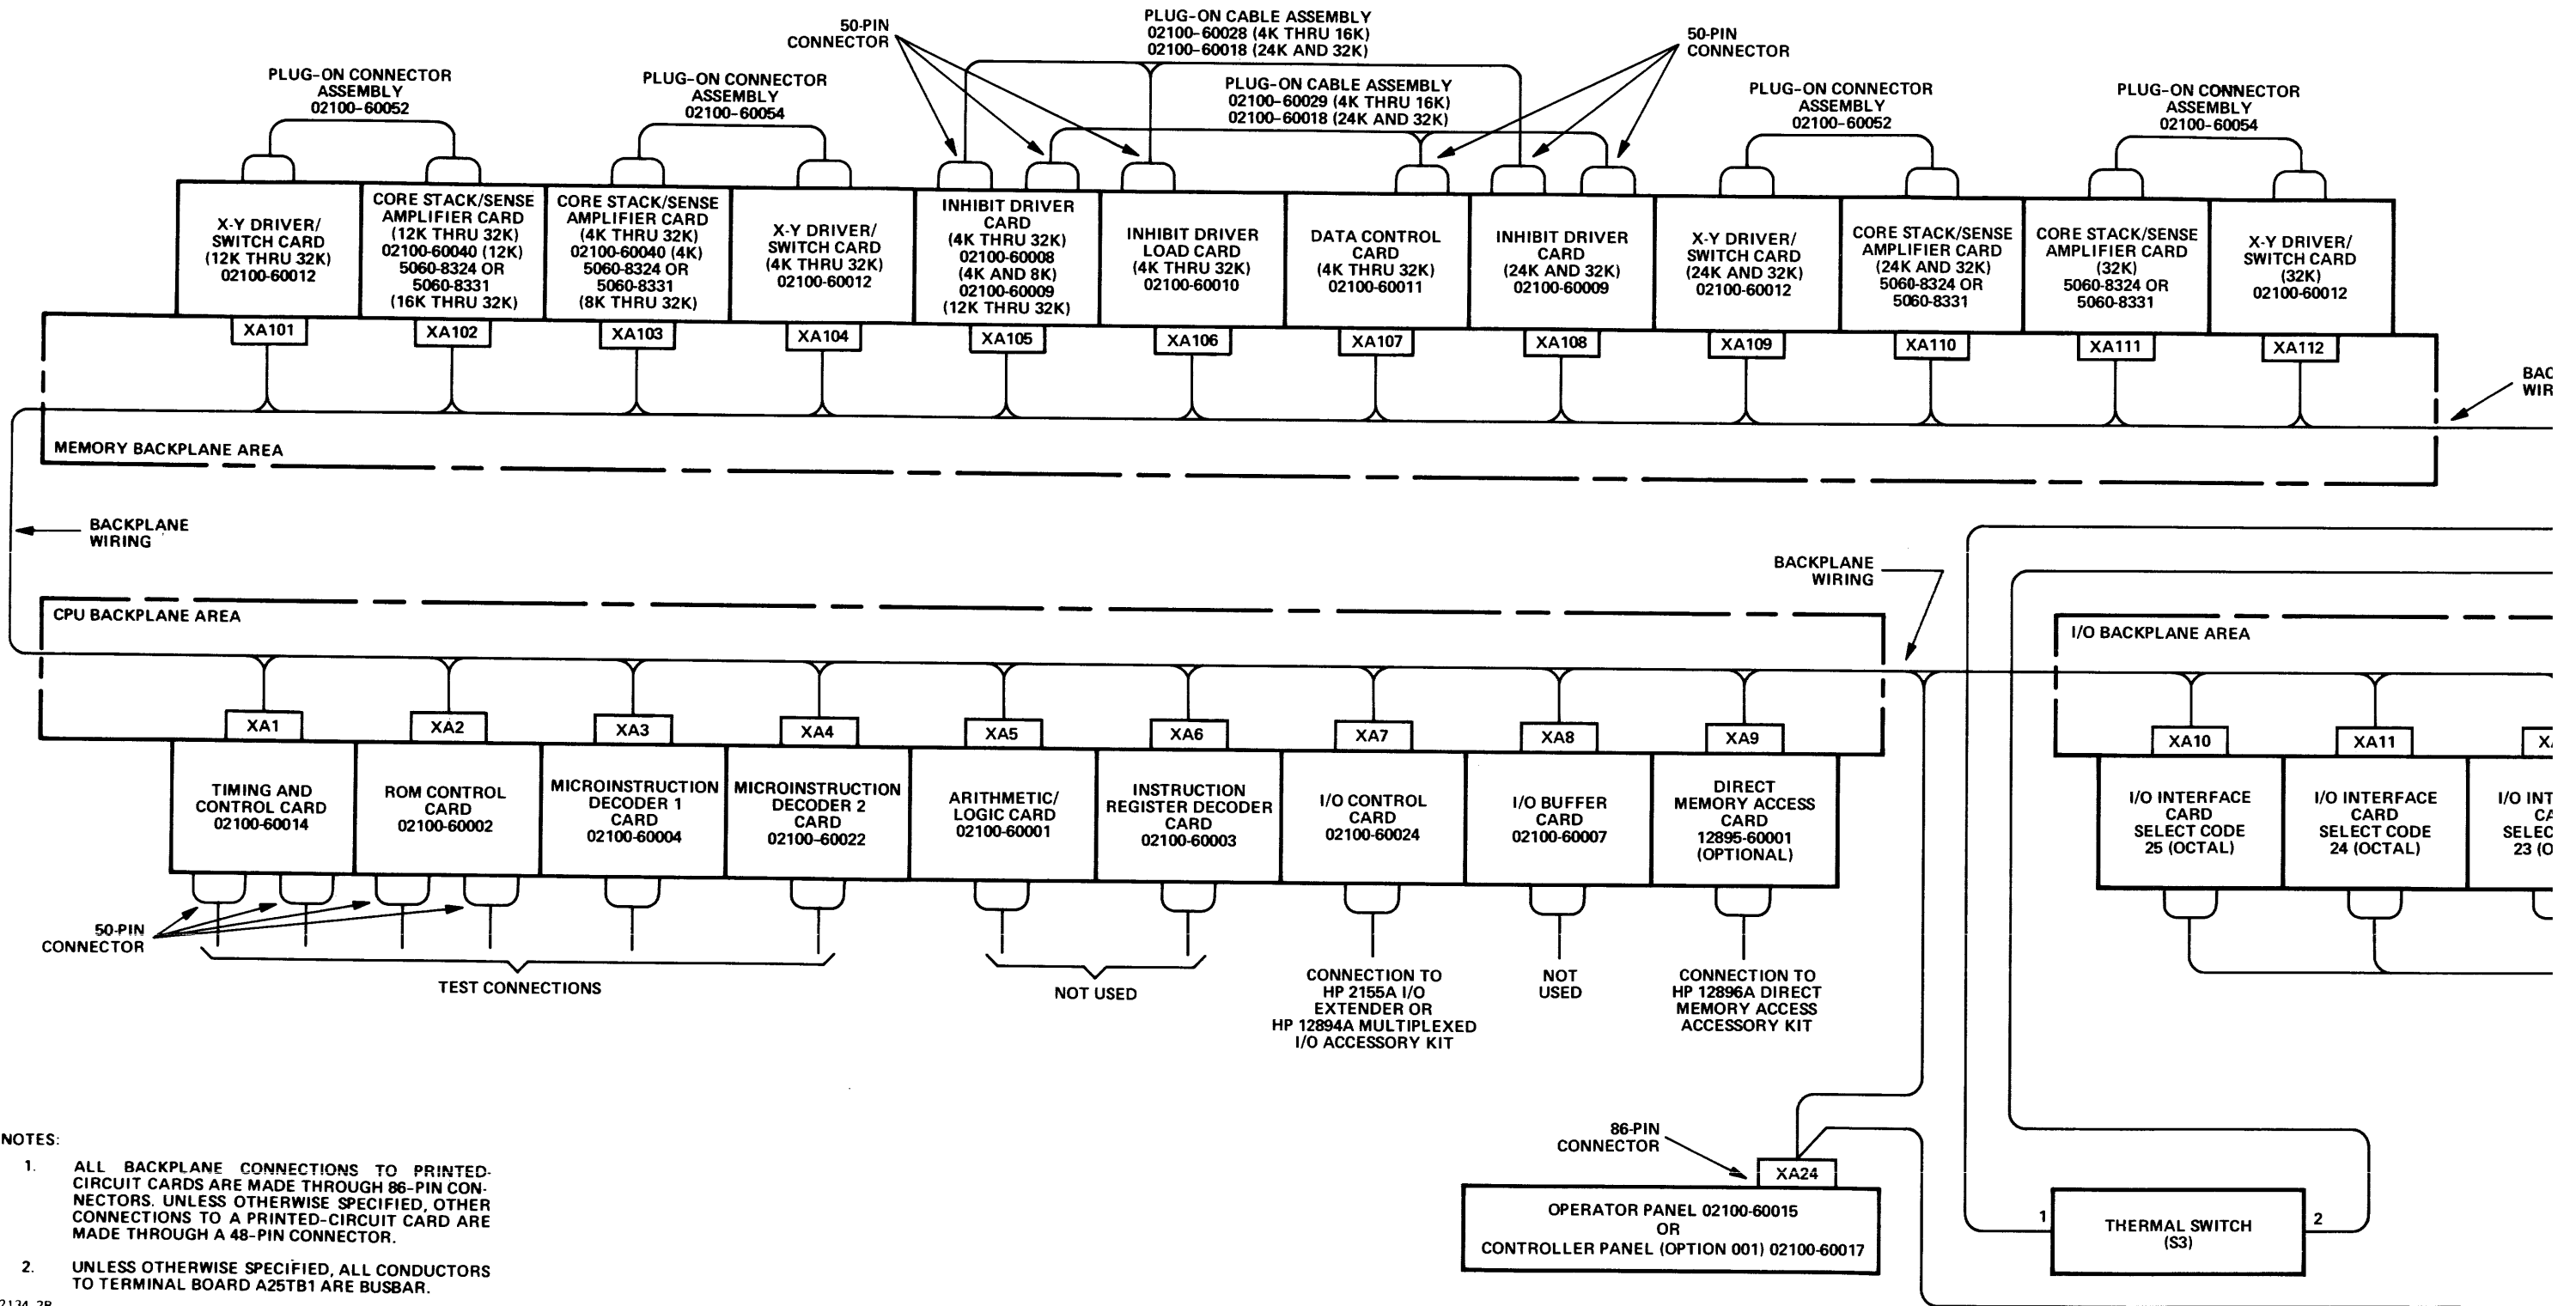 50-PIN
CONNECTOR
PLUG-ON CABLE ASSEMBLY
02100-60028 (4K THRU 16K)
02100-60018 (24K AND 32K)
50-PIN
CONNECTOR
PLUG-ON CONNECTOR
ASSEMBLY
02100-60052
PLUG-ON CONNECTOR
ASSEMBLY
02100-60054
PLUG-ON CABLE ASSEMBLY
02100-60029 (4K THRU 16K)
02100-60018 (24K AND 32K)
PLUG-ON CONNECTOR
ASSEMBLY
02100-60052
PLUG-ON CONNECTOR
ASSEMBLY
02100-60054
X-Y DRIVER/
SWITCH CARD
(12K THRU 32K)
02100-60012
CORE STACK/SENSE
AMPLIFIER CARD
(12K THRU 32K)
02100-60040 (12K)
5060-8324 OR
5060-8331
(16K THRU 32K)
CORE STACK/SENSE
AMPLIFIER CARD
(4K THRU 32K)
02100-60040 (4K)
5060-8324 OR
5060-8331
(8K THRU 32K)
X-Y DRIVER/
SWITCH CARD
(4K THRU 32K)
02100-60012
INHIBIT DRIVER
CARD
(4K THRU 32K)
02100-60008
(4K AND 8K)
02100-60009
(12K THRU 32K)
INHIBIT DRIVER
LOAD CARD
(4K THRU 32K)
02100-60010
DATA CONTROL
CARD
(4K THRU 32K)
02100-60011
INHIBIT DRIVER
CARD
(24K AND 32K)
02100-60009
X-Y DRIVER/
SWITCH CARD
(24K AND 32K)
02100-60012
CORE STACK/SENSE
AMPLIFIER CARD
(24K AND 32K)
5060-8324 OR
5060-8331
CORE STACK/SENSE
AMPLIFIER CARD
(32K)
5060-8324 OR
5060-8331
X-Y DRIVER/
SWITCH CARD
(32K)
02100-60012
XA101
XA102
XA103
XA104
XA105
XA106
XA107
XA108
XA109
XA110
XA111
XA112
BAC
WIR
MEMORY BACKPLANE AREA
BACKPLANE
WIRING
BACKPLANE
WIRING
CPU BACKPLANE AREA
I/O BACKPLANE AREA
XA1
XA2
XA3
XA4
XA5
XA6
XA7
XA8
XA9
XA10
XA11
TIMING AND
CONTROL CARD
02100-60014
ROM CONTROL
CARD
02100-60002
MICROINSTRUCTION
DECODER 1
CARD
02100-60004
MICROINSTRUCTION
DECODER 2
CARD
02100-60022
ARITHMETIC/
LOGIC CARD
02100-60001
INSTRUCTION
REGISTER DECODER
CARD
02100-60003
I/O CONTROL
CARD
02100-60024
I/O BUFFER
CARD
02100-60007
DIRECT
MEMORY ACCESS
CARD
12895-60001
(OPTIONAL)
I/O INTERFACE
CARD
SELECT CODE
25 (OCTAL)
I/O INTERFACE
CARD
SELECT CODE
24 (OCTAL)
I/O INT
CA
SELEC
23 (O
50-PIN
CONNECTOR
TEST CONNECTIONS
NOT USED
CONNECTION TO
HP 2155A I/O
EXTENDER OR
HP 12894A MULTIPLEXED
I/O ACCESSORY KIT
NOT
USED
CONNECTION TO
HP 12896A DIRECT
MEMORY ACCESS
ACCESSORY KIT
86-PIN
CONNECTOR
XA24
OPERATOR PANEL 02100-60015
OR
CONTROLLER PANEL (OPTION 001) 02100-60017
1
THERMAL SWITCH
(S3)
2
NOTES:
1. ALL BACKPLANE CONNECTIONS TO PRINTED-
CIRCUIT CARDS ARE MADE THROUGH 86-PIN CON-
NECTORS. UNLESS OTHERWISE SPECIFIED, OTHER
CONNECTIONS TO A PRINTED-CIRCUIT CARD ARE
MADE THROUGH A 48-PIN CONNECTOR.
2. UNLESS OTHERWISE SPECIFIED, ALL CONDUCTORS
TO TERMINAL BOARD A25TB1 ARE BUSBAR.